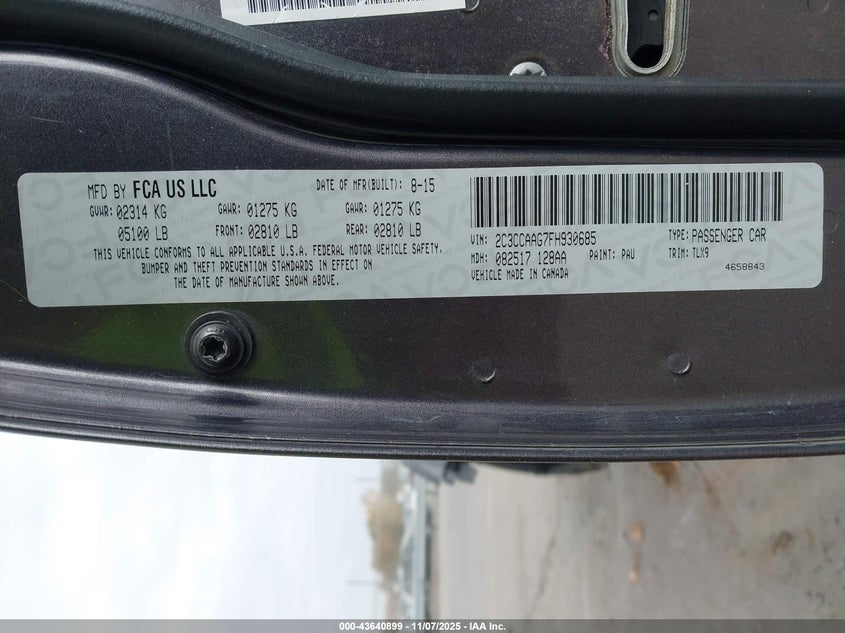 MFD BY FCA US LLC
DATE OF MFR(BUILT): 8-15
GVWR: 02314 KG GAWR: 01275 KG GAWR: 01275 KG
05100 LB FRONT: 02810 LB REAR: 02810 LB
THIS VEHICLE CONFORMS TO ALL APPLICABLE U.S.A. FEDERAL MOTOR VEHICLE SAFETY,
BUMPER AND THEFT PREVENTION STANDARDS IN EFFECT ON
THE DATE OF MANUFACTURE SHOWN ABOVE.
VIN: 2C3CCAAG7FH930685 TYPE: PASSENGER CAR
MDH: 082517 128AA PAINT: PAU TRIM: TLX9
VEHICLE MADE IN CANADA 4658843
000-43640899 - 11/07/2025 - IAA Inc.